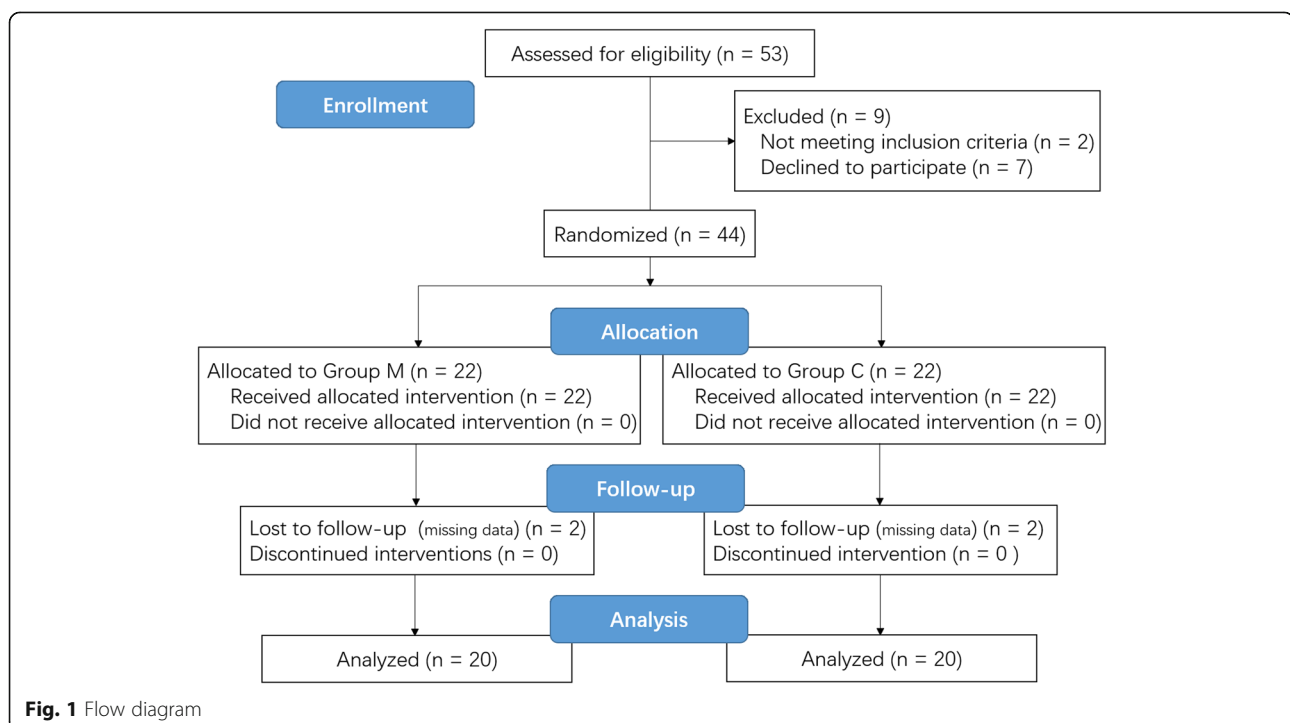 Assessed for eligibility (n = 53)
Enrollment
Excluded (n = 9)
Not meeting inclusion criteria (n = 2)
Declined to participate (n = 7)
Randomized (n = 44)
Allocation
Allocated to Group M (n = 22)
Received allocated intervention (n = 22)
Did not receive allocated intervention (n = 0)
Allocated to Group C (n = 22)
Received allocated intervention (n = 22)
Did not receive allocated intervention (n = 0)
Follow-up
Lost to follow-up (missing data) (n = 2)
Discontinued interventions (n = 0)
Lost to follow-up (missing data) (n = 2)
Discontinued intervention (n = 0 )
Analysis
Analyzed (n = 20)
Analyzed (n = 20)
Fig. 1 Flow diagram